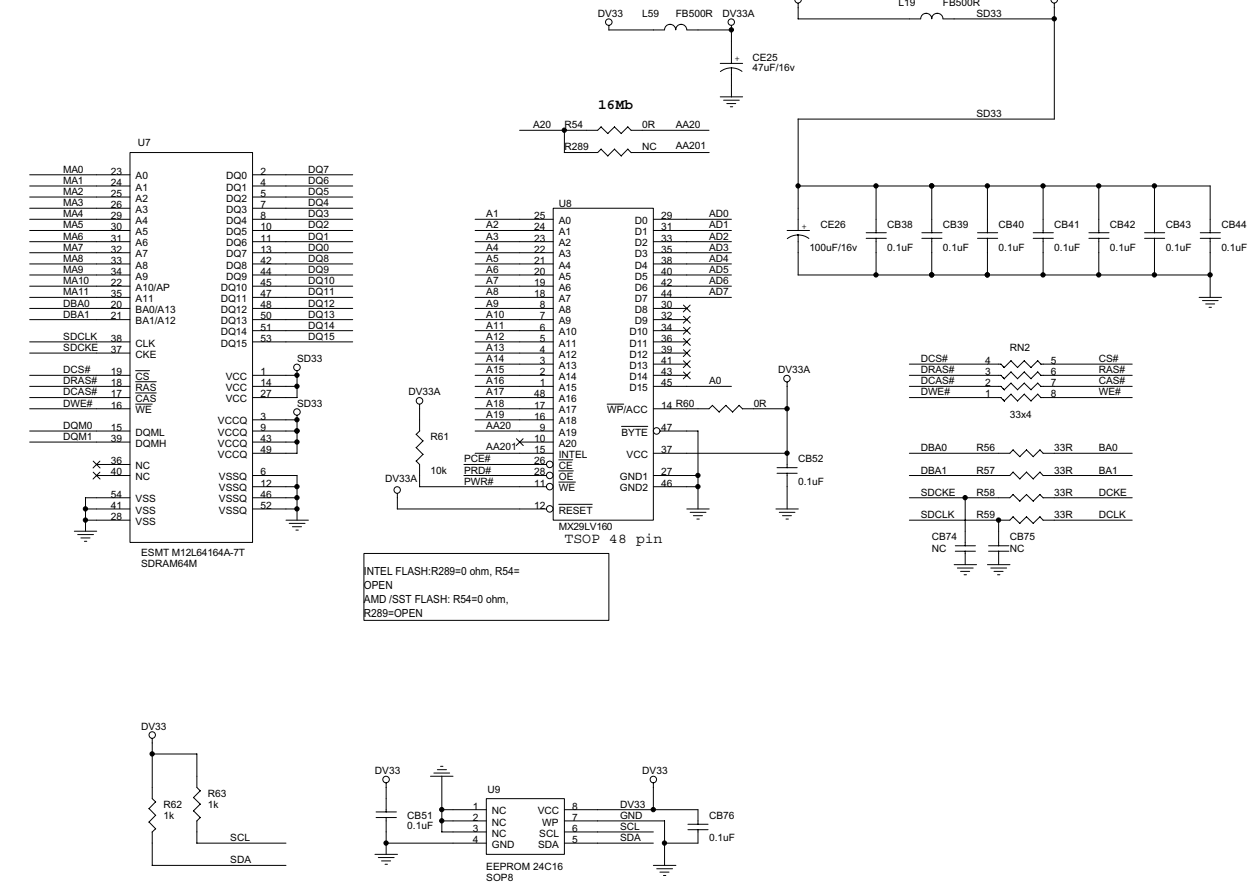 L19 FB500R
SD33
DV33 L59 FB500R DV33A
CE25
47uF/16v
16Mb
A20 R54 0R AA20
R289 NC AA201
SD33
CE26
100uF/16v
CB38
0.1uF
CB39
0.1uF
CB40
0.1uF
CB41
0.1uF
CB42
0.1uF
CB43
0.1uF
CB44
0.1uF
U7
MA0 23 A0 DQ0 2 DQ7
MA1 24 A1 DQ1 4 DQ6
MA2 25 A2 DQ2 5 DQ5
MA3 26 A3 DQ3 7 DQ4
MA4 29 A4 DQ4 8 DQ3
MA5 30 A5 DQ5 10 DQ2
MA6 31 A6 DQ6 11 DQ1
MA7 32 A7 DQ7 13 DQ0
MA8 33 A8 DQ8 42 DQ8
MA9 34 A9 DQ9 44 DQ9
MA10 22 A10/AP DQ10 45 DQ10
MA11 35 A11 DQ11 47 DQ11
DBA0 20 BA0/A13 DQ12 48 DQ12
DBA1 21 BA1/A12 DQ13 50 DQ13
DQ14 51 DQ14
SDCLK 38 CLK DQ15 53 DQ15
SDCKE 37 CKE
SD33
DCS# 19 CS VCC 1
DRAS# 18 RAS VCC 14
DCAS# 17 CAS VCC 27
DWE# 16 WE SD33
VCCQ 3
DQM0 15 DQML VCCQ 9
DQM1 39 DQMH VCCQ 43
VCCQ 49
36 NC
40 NC VSSQ 6
VSSQ 12
54 VSS VSSQ 46
41 VSS VSSQ 52
28 VSS
ESMT M12L64164A-7T
SDRAM64M
U8
A1 25 A0 D0 29 AD0
A2 24 A1 D1 31 AD1
A3 23 A2 D2 33 AD2
A4 22 A3 D3 35 AD3
A5 21 A4 D4 38 AD4
A6 20 A5 D5 40 AD5
A7 19 A6 D6 42 AD6
A8 18 A7 D7 44 AD7
A9 8 A8 D8 30
A10 7 A9 D9 32
A11 6 A10 D10 34
A12 5 A11 D11 36
A13 4 A12 D12 39
A14 3 A13 D13 41
A15 2 A14 D14 43
A16 1 A15 D15 45 A0
A17 48 A16
A18 17 A17 WP/ACC 14 R60 0R DV33A
A19 16 A18
AA20 9 A19 BYTE 47
10 A20
AA201 15 INTEL VCC 37
PCE# 26 CE
PRD# 28 OE GND1 27
PWR# 11 WE GND2 46
12 RESET
DV33A
R61
10k
DV33A
CB52
0.1uF
MX29LV160
TSOP 48 pin
INTEL FLASH:R289=0 ohm, R54=
OPEN
AMD /SST FLASH: R54=0 ohm,
R289=OPEN
RN2
DCS# 4 5 CS#
DRAS# 3 6 RAS#
DCAS# 2 7 CAS#
DWE# 1 8 WE#
33x4
DBA0 R56 33R BA0
DBA1 R57 33R BA1
SDCKE R58 33R DCKE
SDCLK R59 33R DCLK
CB74
NC
CB75
NC
DV33
R62
1k
R63
1k
SCL
SDA
DV33
CB51
0.1uF
U9
DV33
1 NC VCC 8 DV33
2 NC WP 7 GND
3 NC SCL 6 SCL
4 GND SDA 5 SDA
CB76
0.1uF
EEPROM 24C16
SOP8